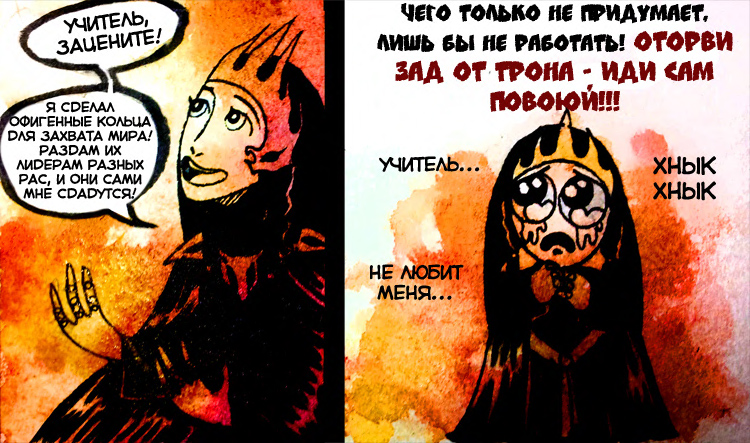 УЧИТЕЛЬ,
ЗАЦЕНИТЕ!
Я СДЕЛАЛ
ОФИГЕННЫЕ КОЛЬЦА
ДЛЯ ЗАХВАТА МИРА!
РАЗДАМ ИХ
ЛИДЕРАМ РАЗНЫХ
РАС, И ОНИ САМИ
МНЕ СДАДУТСЯ!
ЧЕГО ТОЛЬКО НЕ ПРИДУМАЕТ,
ЛИШЬ БЫ НЕ РАБОТАТЬ! ОТОРВИ
ЗАД ОТ ТРОНА - ИДИ САМ
ПОВОЮЙ!!!
УЧИТЕЛЬ...
ХНЫК
ХНЫК
НЕ ЛЮБИТ
МЕНЯ...